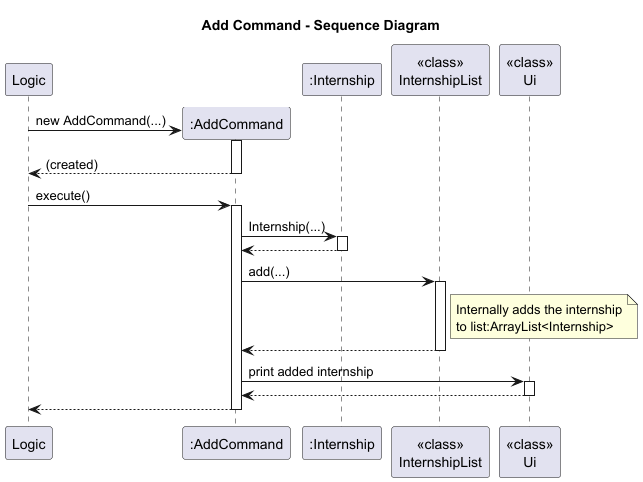 Add Command - Sequence Diagram
Logic
:AddCommand
:Internship
«class»
InternshipList
«class»
Ui
new AddCommand(...)
(created)
execute()
Internship(...)
add(...)
Internally adds the internship
to list:ArrayList<Internship>
print added internship
Logic
:AddCommand
:Internship
«class»
InternshipList
«class»
Ui